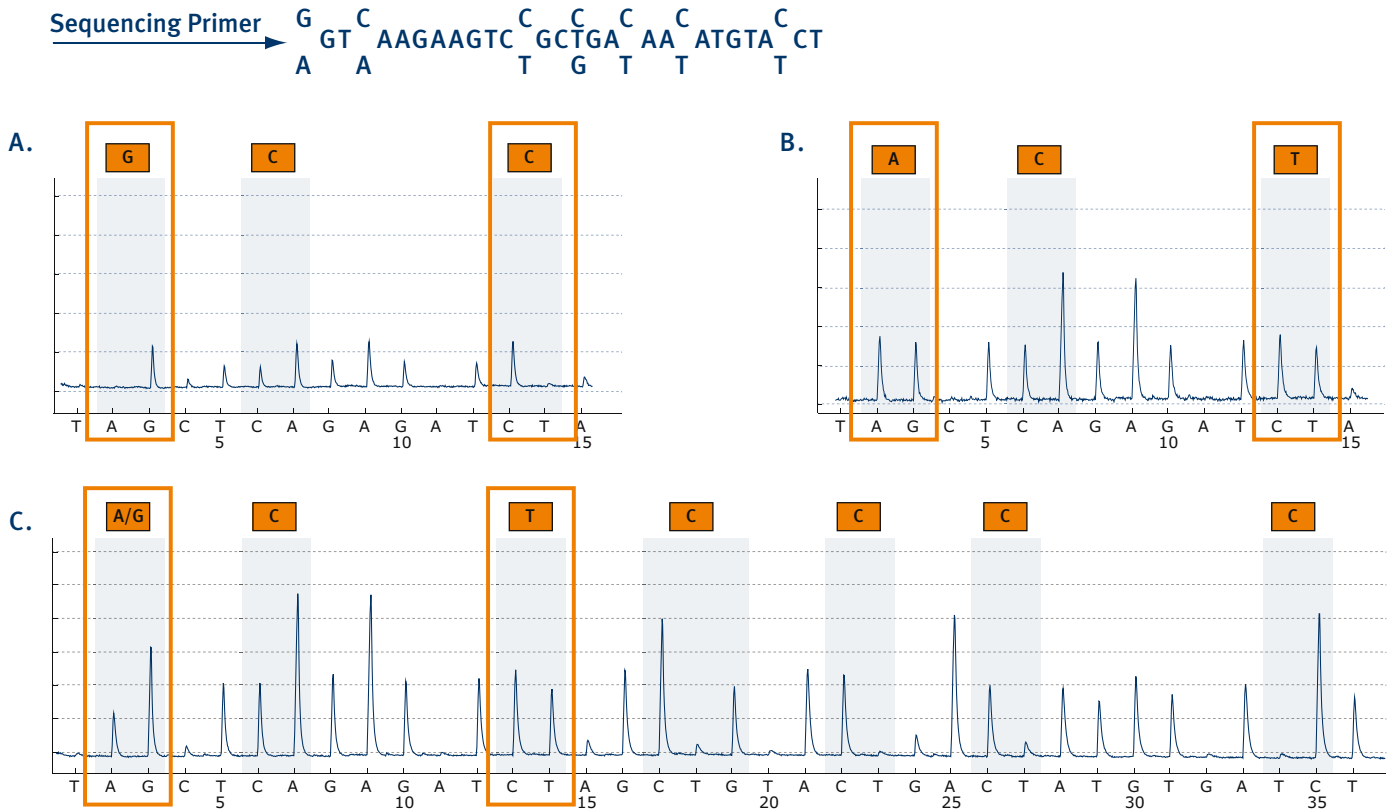 G C C C C C C
Sequencing Primer GT AAGAAGTC GCTGA AA ATGTA CT
A A T G T T T
A. B.
G C C A C T
T A G C T C A G A G A T C T A T A G C T C A G A G A T C T A
5 10 15 5 10 15
C.
A/G C T C C C C
T A G C T C A G A G A T C T A G C T G T A C T G A C T A T G T G A T C T
5 10 15 20 25 30 35